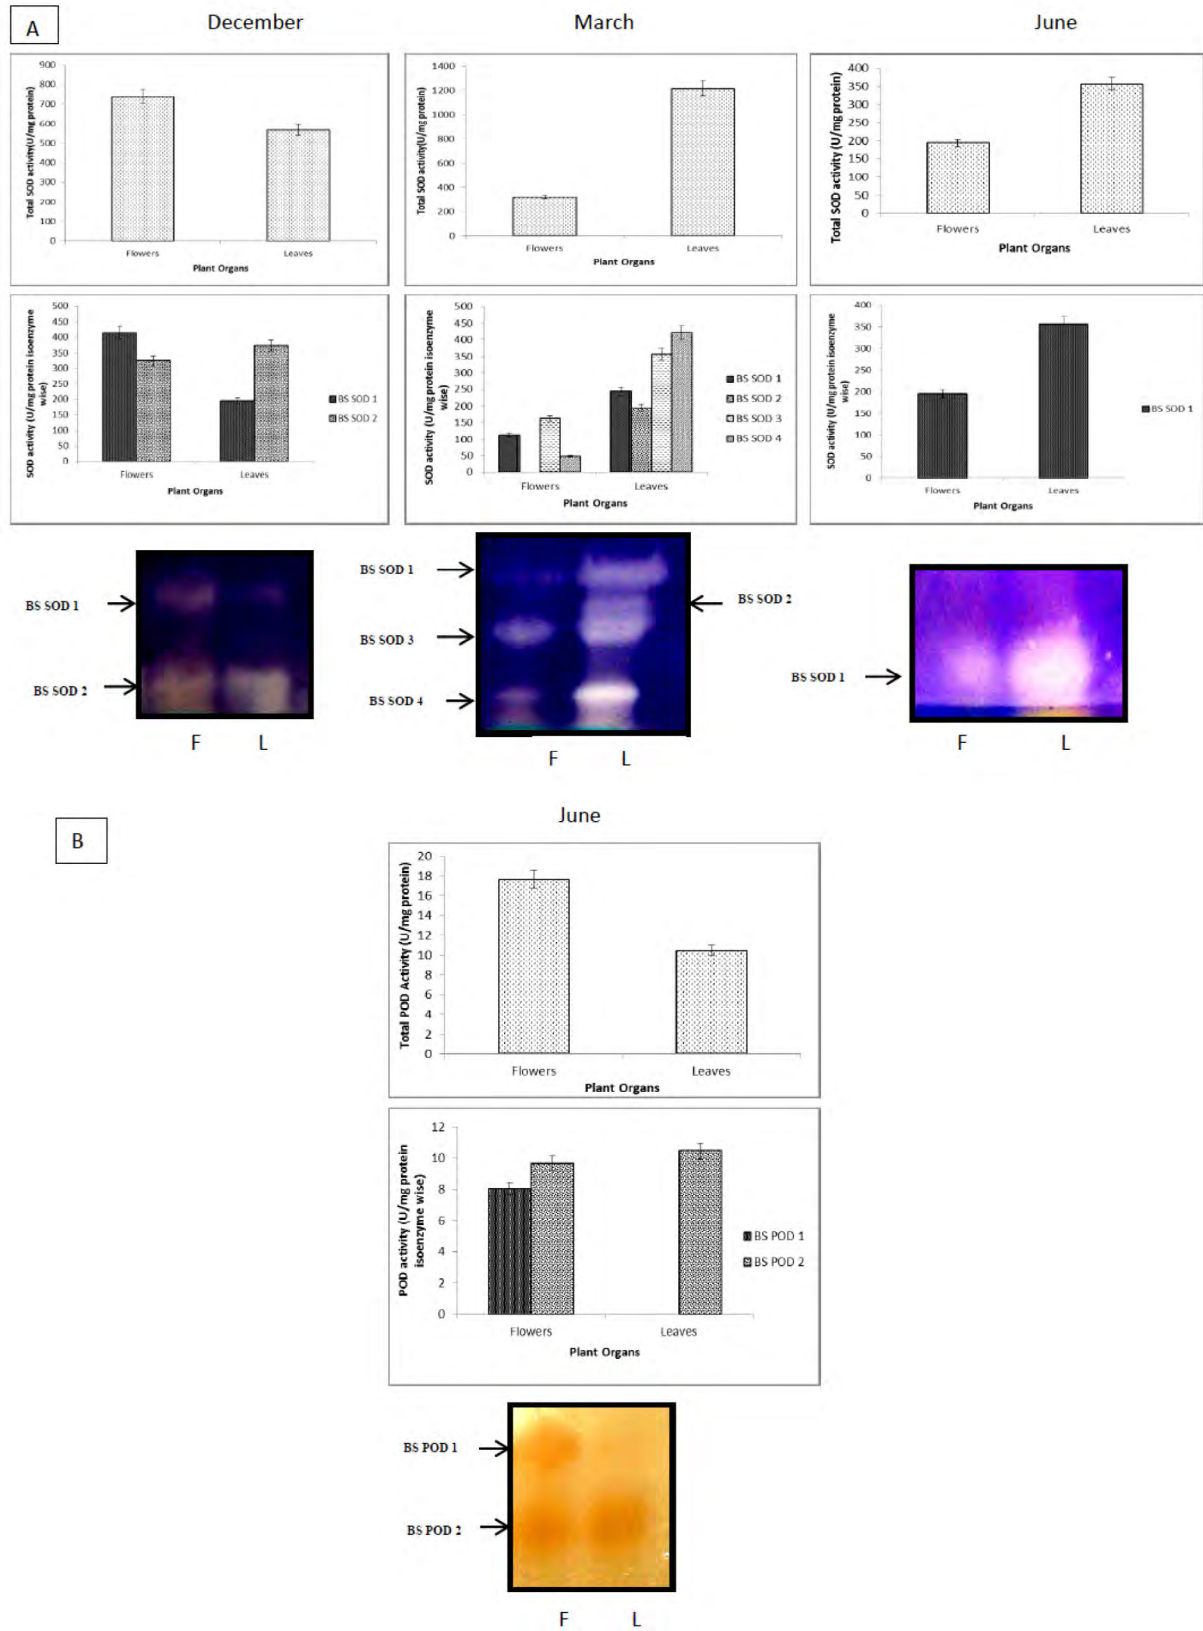 A
December
March
June
Total SOD activity(U/mg protein)
900
800
700
600
500
400
300
200
100
0
Flowers
Leaves
Plant Organs
Total SOD activity(U/mg protein)
1400
1200
1000
800
600
400
200
0
Flowers
Leaves
Plant Organs
Total SOD activity (U/mg protein)
400
350
300
250
200
150
100
50
0
Flowers
Leaves
Plant Organs
SOD activity (U/mg protein isoenzyme
wise)
500
450
400
350
300
250
200
150
100
50
0
Flowers
Leaves
Plant Organs
BS SOD 1
BS SOD 2
SOD activity (U/mg protein isoenzyme
wise)
500
450
400
350
300
250
200
150
100
50
0
Flowers
Leaves
Plant Organs
BS SOD 1
BS SOD 2
BS SOD 3
BS SOD 4
SOD activity (U/mg protein isoenzyme
wise)
400
350
300
250
200
150
100
50
0
Flowers
Leaves
Plant Organs
BS SOD 1
BS SOD 1
BS SOD 2
F L
BS SOD 1
BS SOD 2
BS SOD 3
BS SOD 4
F L
BS SOD 1
F L
B
June
Total POD Activity (U/mg protein)
20
18
16
14
12
10
8
6
4
2
0
Flowers
Leaves
Plant Organs
POD activity (U/mg protein
isoenzyme wise)
12
10
8
6
4
2
0
Flowers
Leaves
Plant Organs
BS POD 1
BS POD 2
BS POD 1
BS POD 2
F L